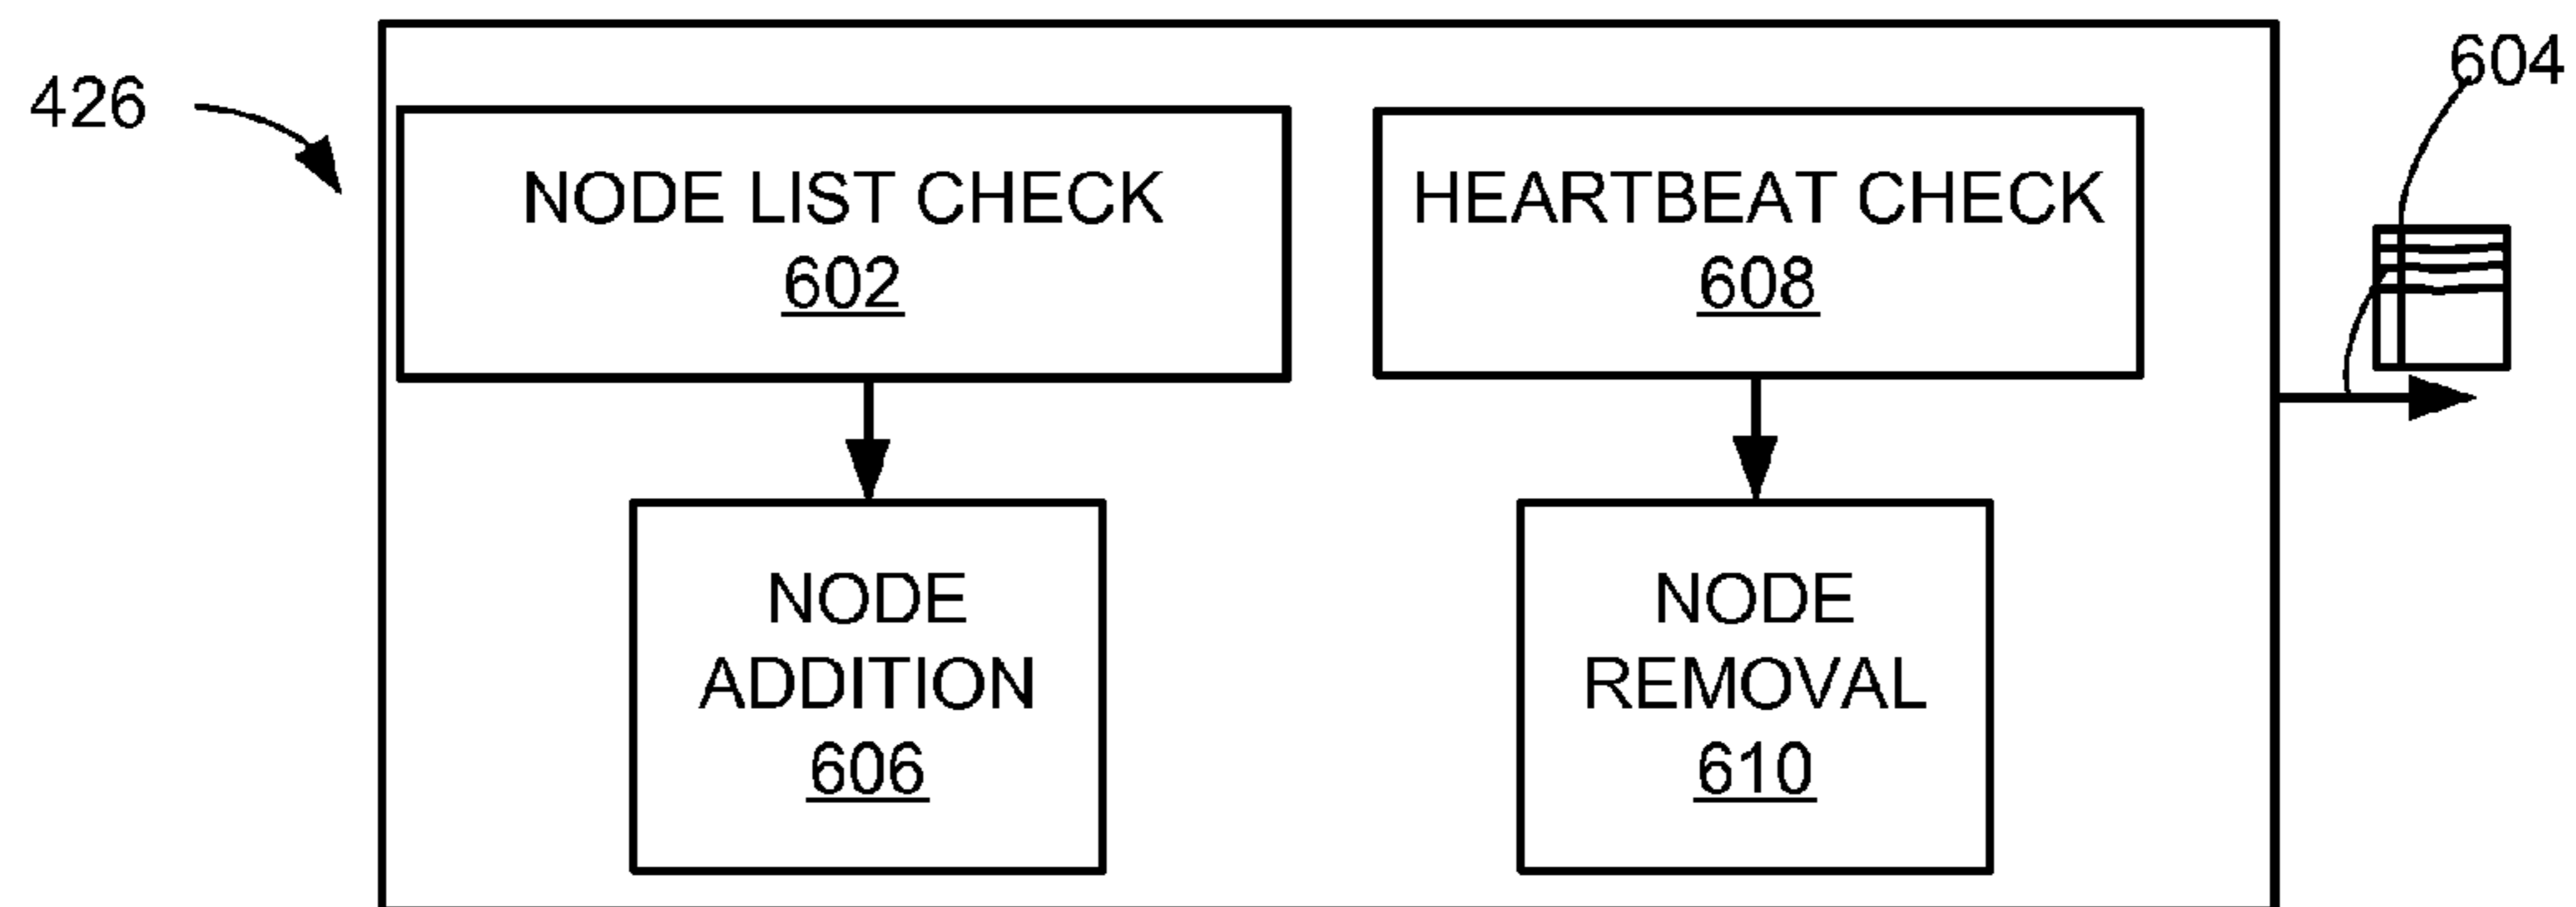 426
604
NODE LIST CHECK
602
HEARTBEAT CHECK
608
NODE
ADDITION
606
NODE
REMOVAL
610